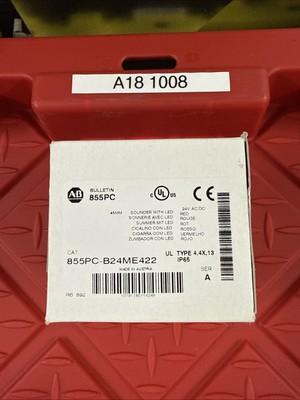 A18 1008
AB
BULLETIN
855PC
UL
CE
45MM
SOUNDER WITH LED
SONNERIE AVEC LED
SUMMER MIT LED
CICALINO CON LED
CIGARRA COM LED
ZUMBADOR CON LED
24V AC/DC
RED
ROUGE
ROT
ROSSO
VERMELHO
ROJO
CAT
855PC-B24ME422
MADE IN AUSTRIA
UL TYPE 4,4X,13
IP65
SER
A